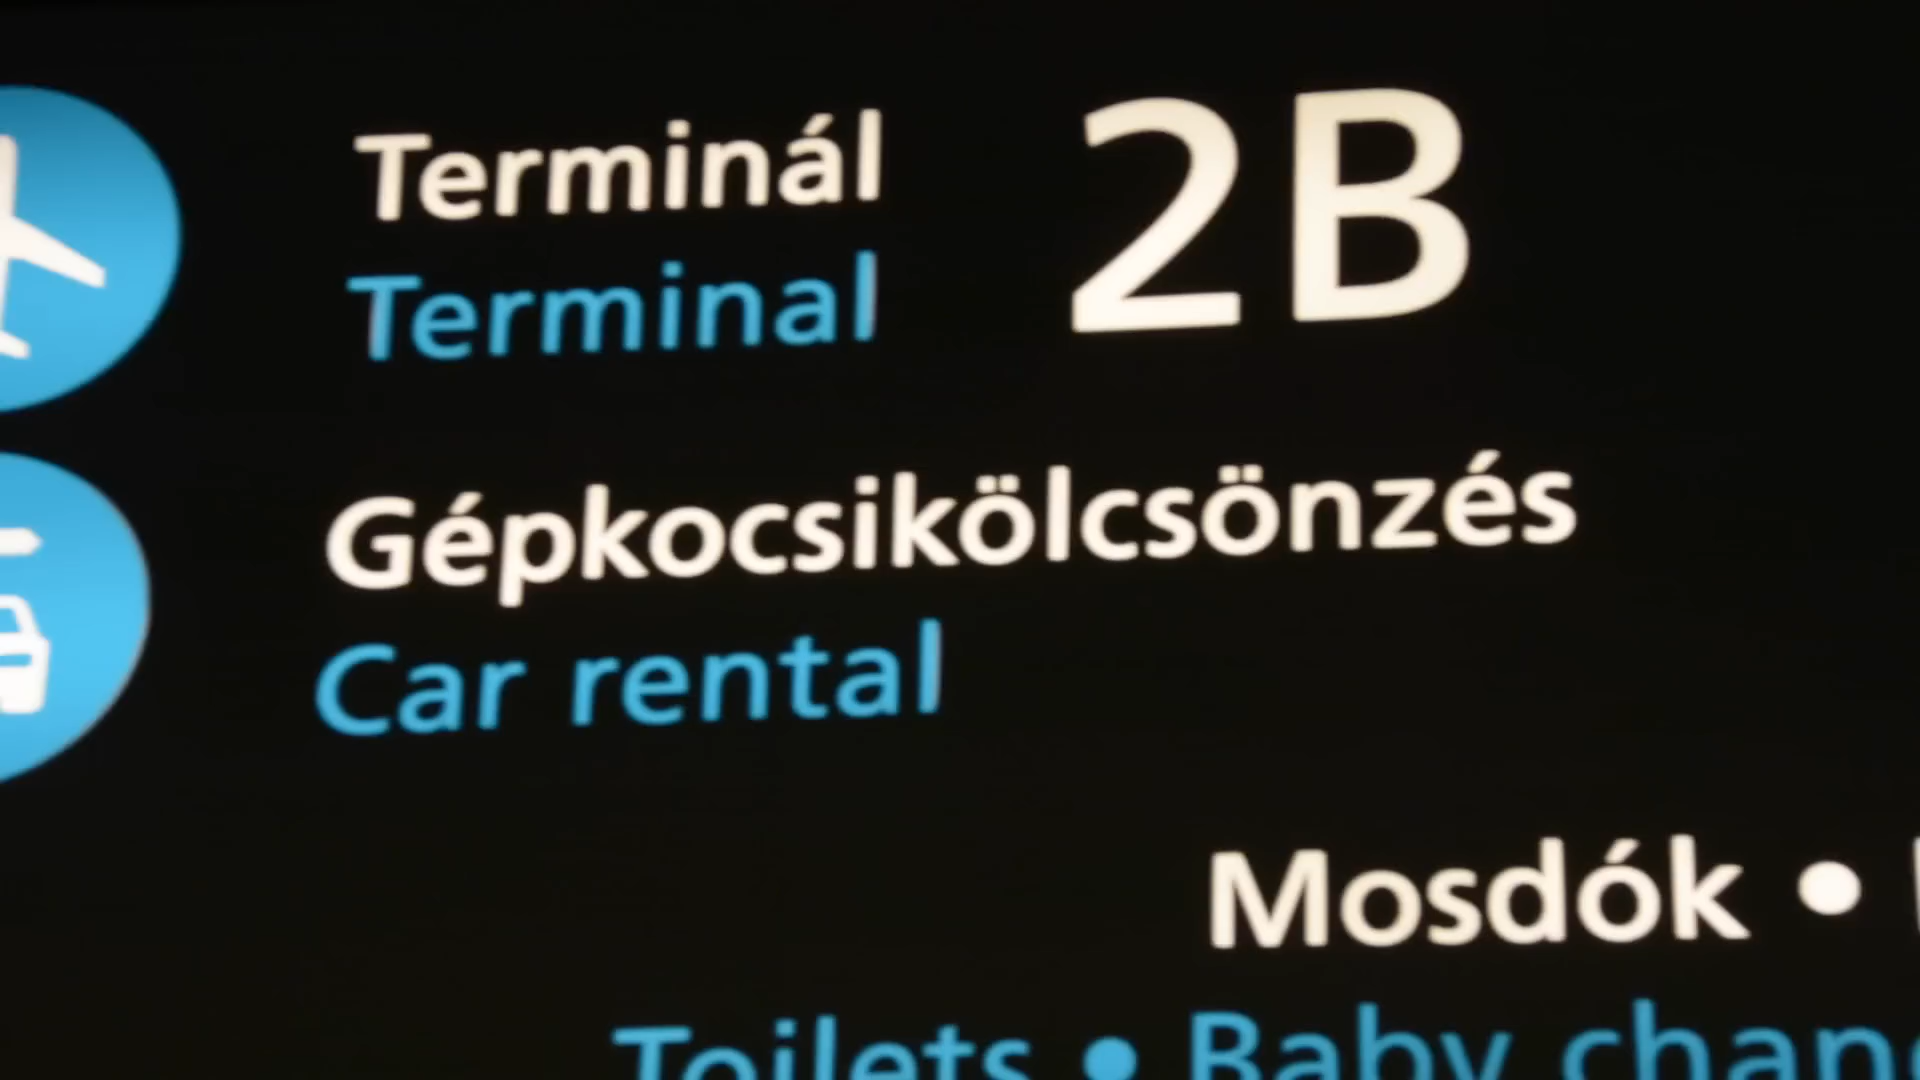 Terminál 2B
Terminal
Gépkocsikölcsönzés
Car rental
Mosdók •
Toilets • Baby